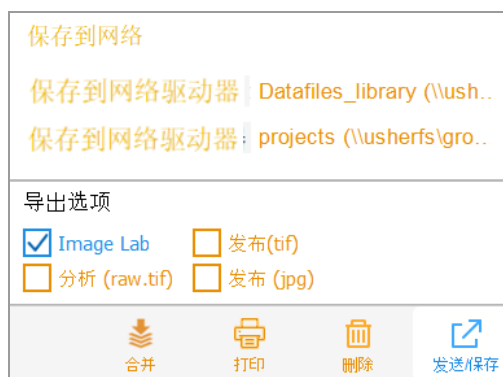 保存到网络
保存到网络驱动器 Datafiles_library (\\ush..
保存到网络驱动器: projects (\\usherfs\gro..
导出选项
Image Lab 发布(tif)
分析 (raw.tif) 发布 (jpg)
合并 打印 删除 发送/保存